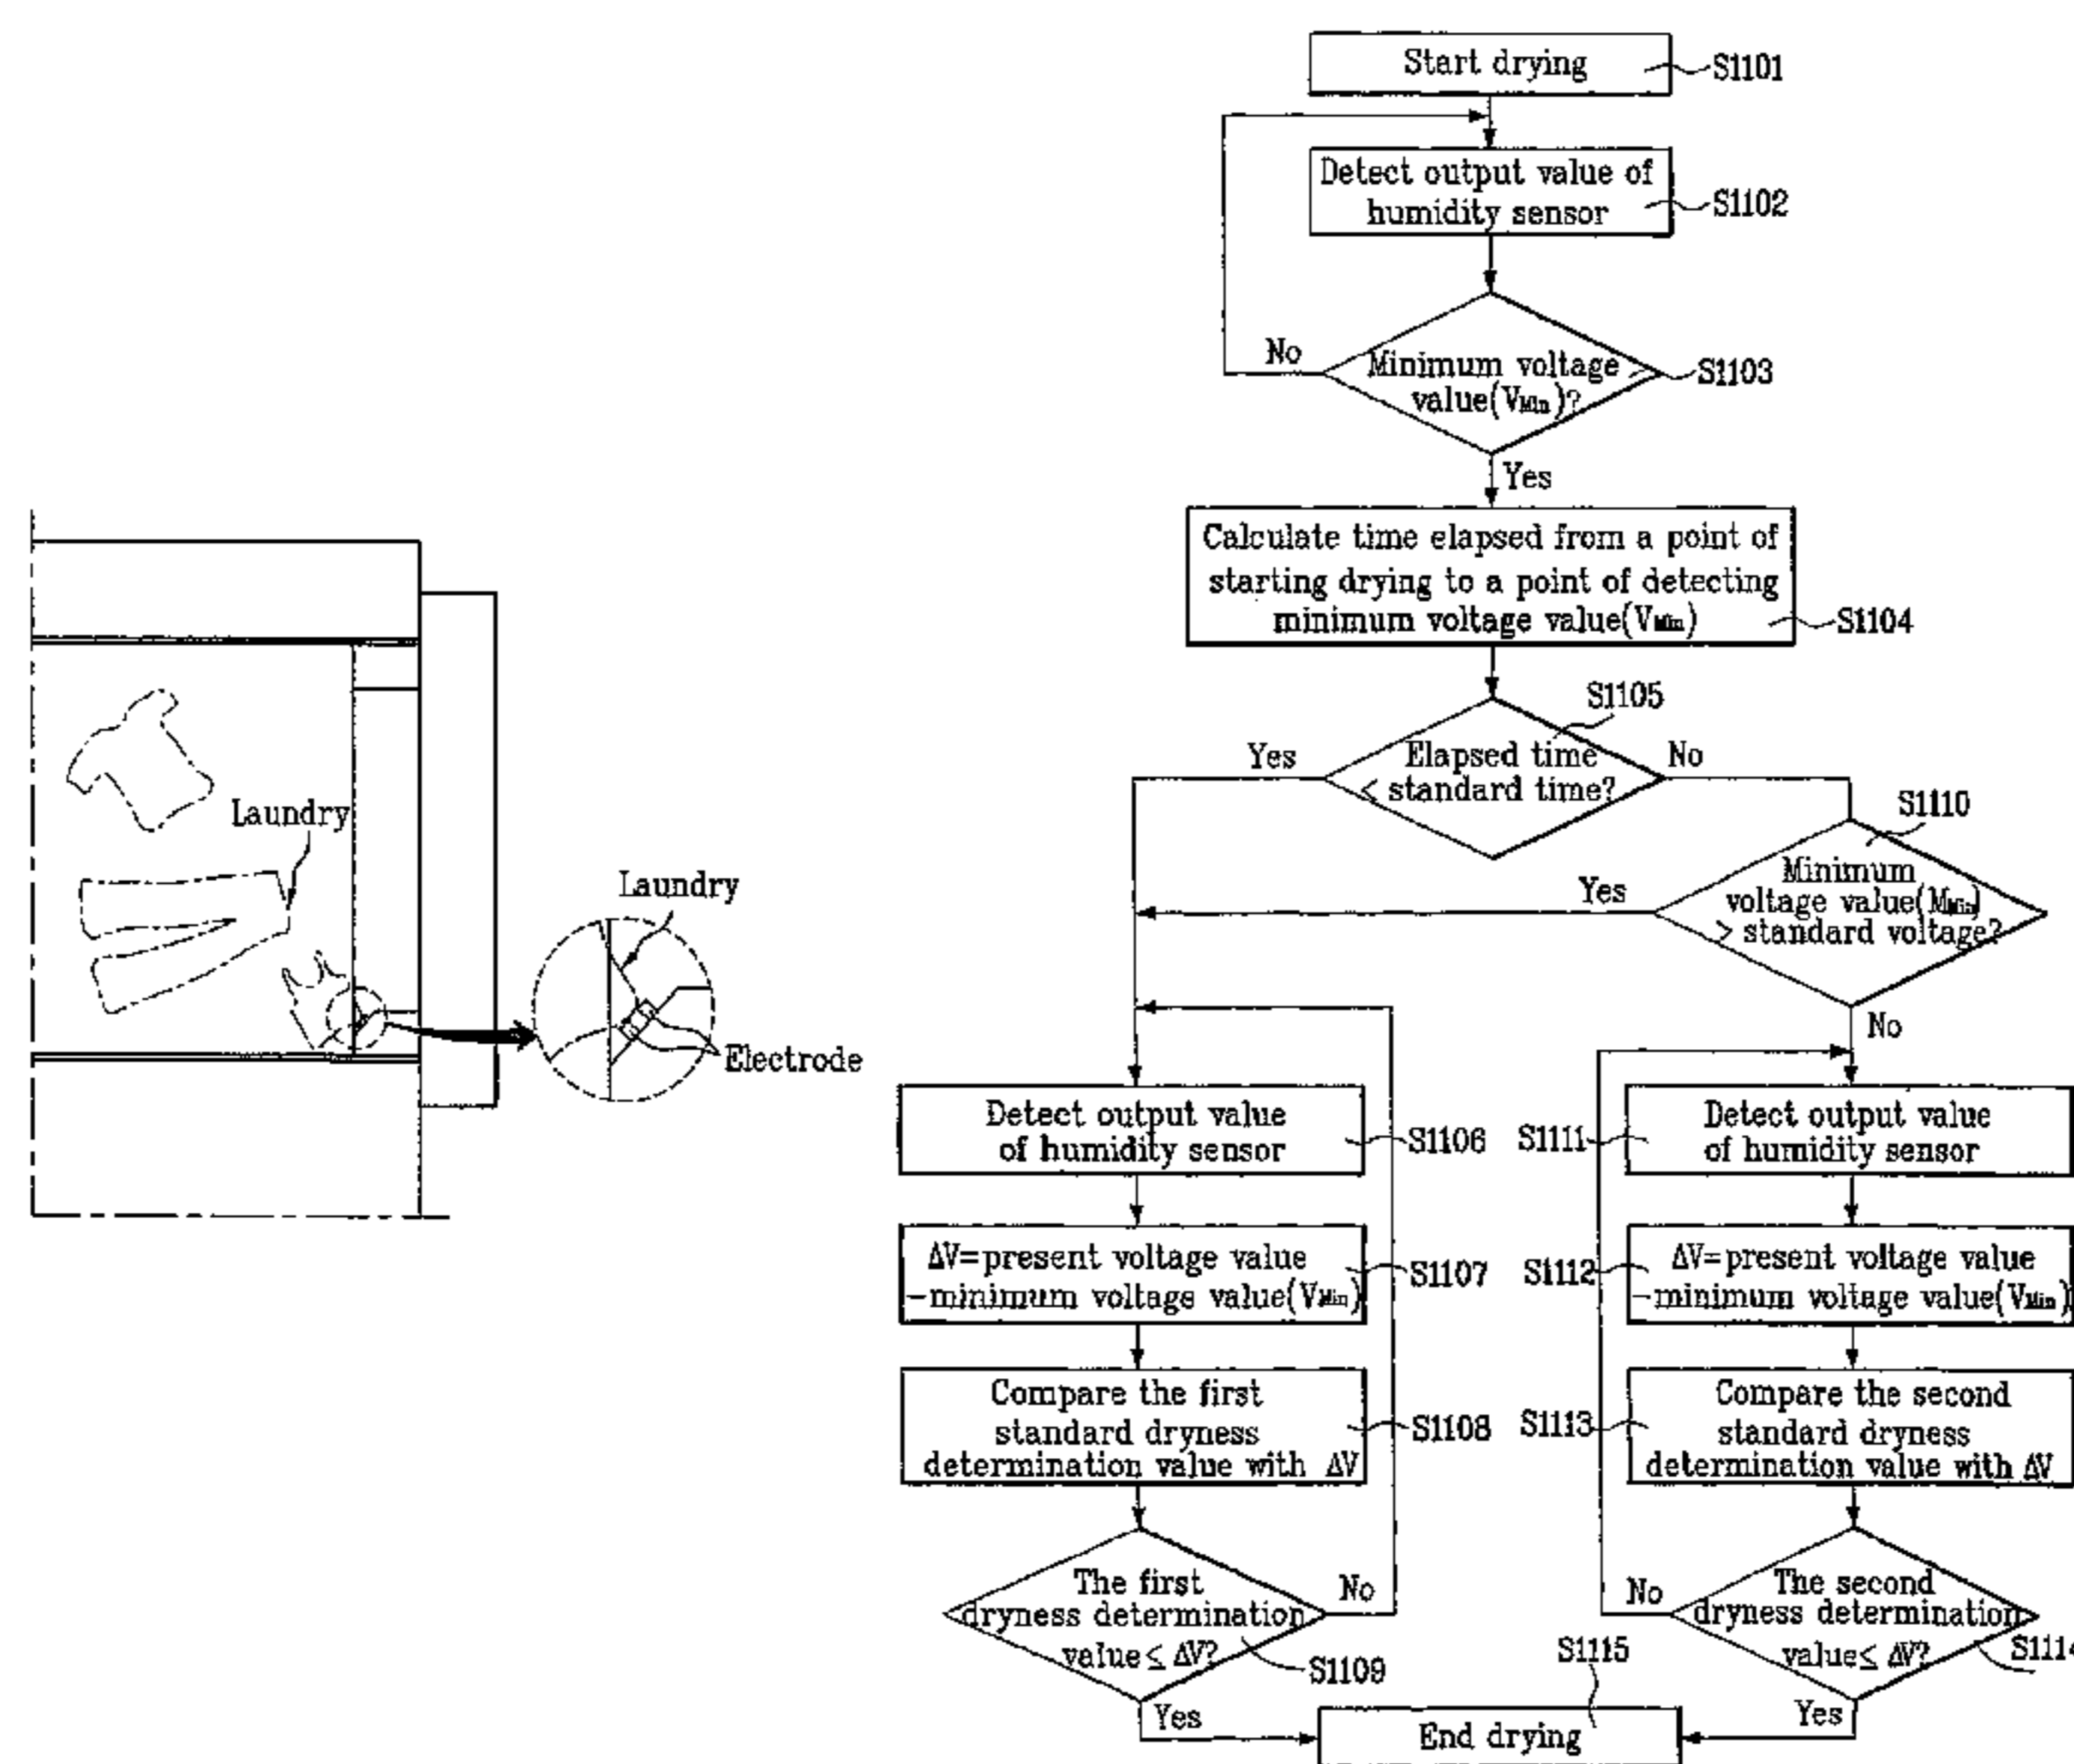 Start drying
S1101
Detect output value of
humidity sensor
S1102
No
Minimum voltage
value(VMin)?
S1103
Yes
Calculate time elapsed from a point of
starting drying to a point of detecting
minimum voltage value(VMin)
S1104
S1105
Yes
Elapsed time
< standard time?
No
S1110
Yes
Minimum
voltage value(MMin)
> standard voltage?
No
Laundry
Laundry
Electrode
Detect output value
of humidity sensor
S1106
S1111
Detect output value
of humidity sensor
ΔV=present voltage value
-minimum voltage value(VMin)
S1107
S1112
ΔV=present voltage value
-minimum voltage value(VMin)
Compare the first
standard dryness
determination value with ΔV
S1108
S1113
Compare the second
standard dryness
determination value with ΔV
The first
dryness determination
value≤ ΔV?
No
S1109
Yes
No
The second
dryness determination
value≤ ΔV?
S1114
Yes
S1115
End drying